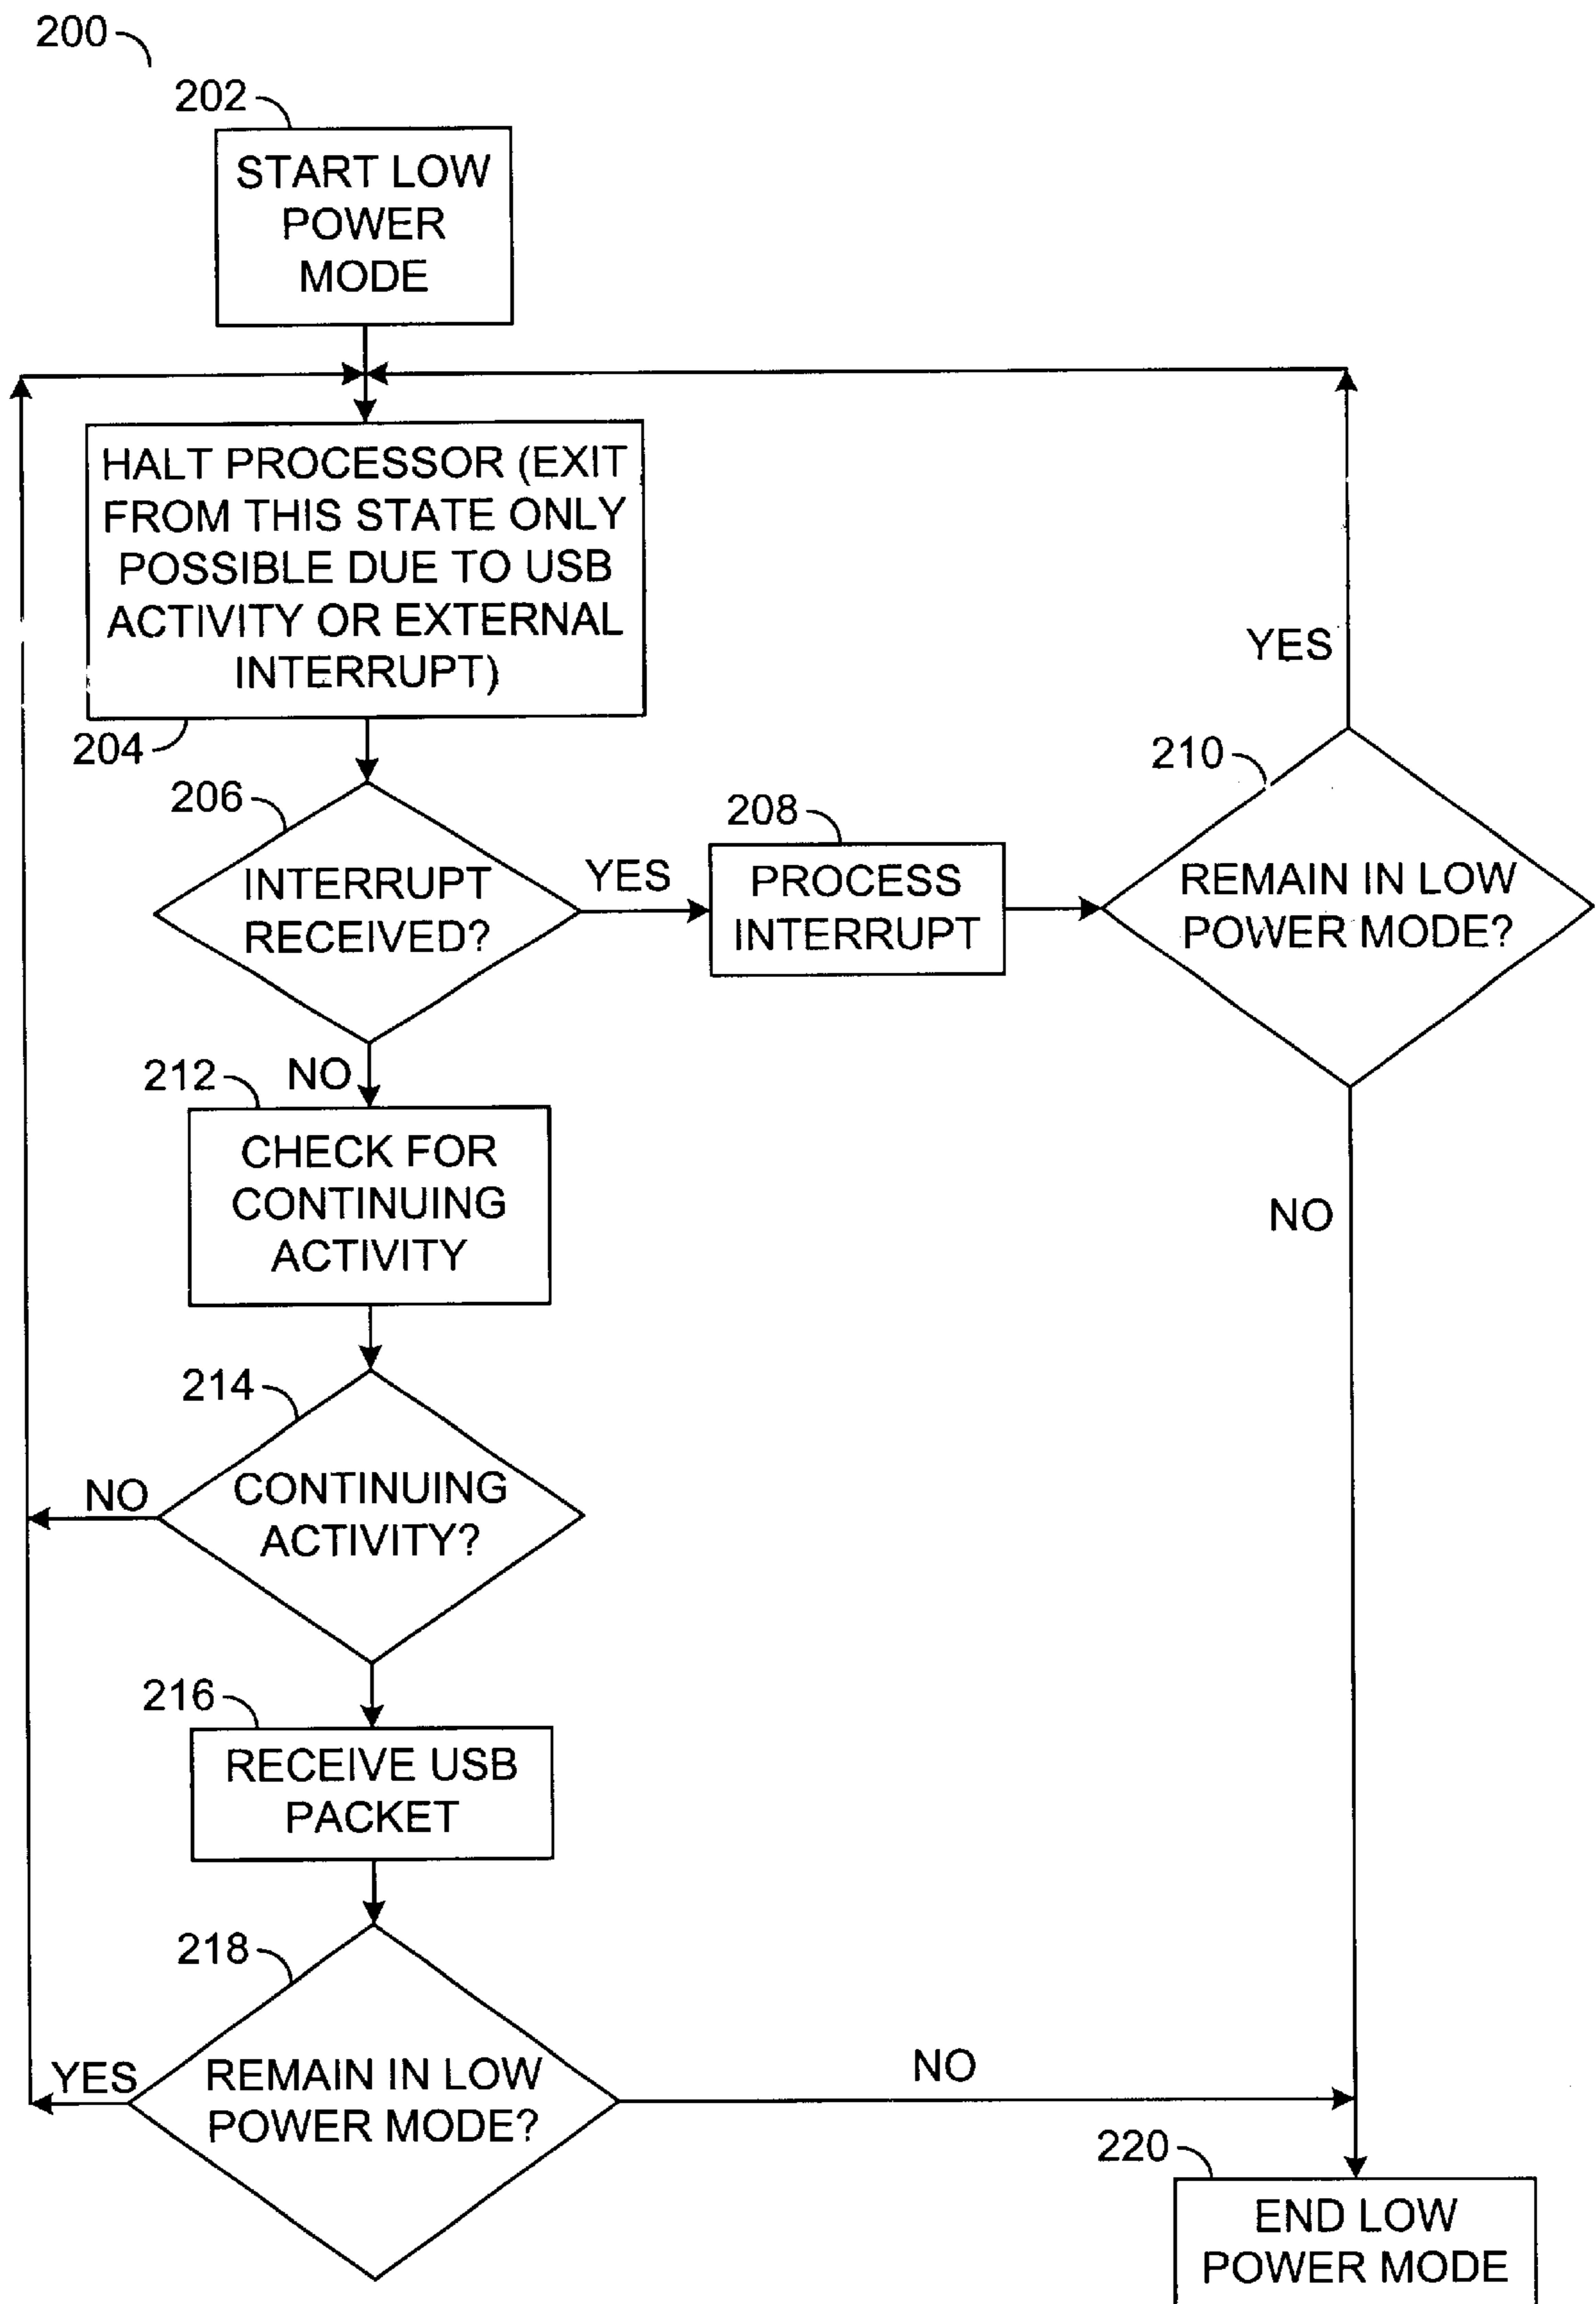 200
202
START LOW
POWER
MODE
HALT PROCESSOR (EXIT
FROM THIS STATE ONLY
POSSIBLE DUE TO USB
ACTIVITY OR EXTERNAL
INTERRUPT)
204
206
INTERRUPT
RECEIVED?
YES
208
PROCESS
INTERRUPT
210
REMAIN IN LOW
POWER MODE?
YES
NO
NO
212
CHECK FOR
CONTINUING
ACTIVITY
214
CONTINUING
ACTIVITY?
NO
216
RECEIVE USB
PACKET
218
REMAIN IN LOW
POWER MODE?
YES
NO
220
END LOW
POWER MODE